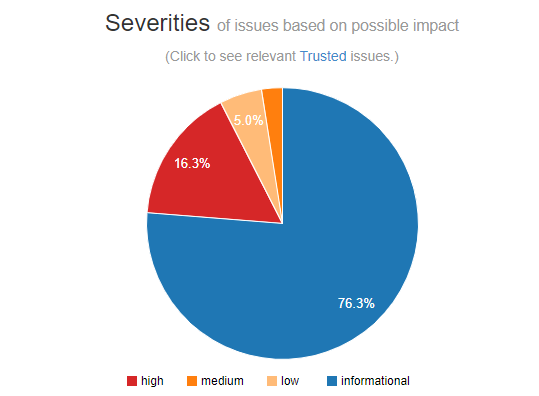 Severities of issues based on possible impact
(Click to see relevant Trusted issues.)
5.0%
16.3%
76.3%
high medium low informational